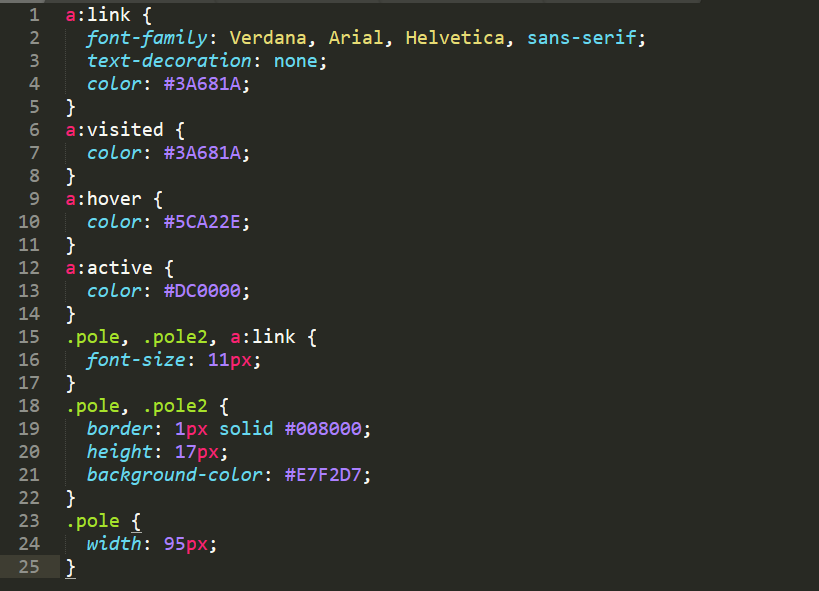 1 a:link {
2   font-family: Verdana, Arial, Helvetica, sans-serif;
3   text-decoration: none;
4   color: #3A681A;
5 }
6 a:visited {
7   color: #3A681A;
8 }
9 a:hover {
10   color: #5CA22E;
11 }
12 a:active {
13   color: #DC0000;
14 }
15 .pole, .pole2, a:link {
16   font-size: 11px;
17 }
18 .pole, .pole2 {
19   border: 1px solid #008000;
20   height: 17px;
21   background-color: #E7F2D7;
22 }
23 .pole {
24   width: 95px;
25 }